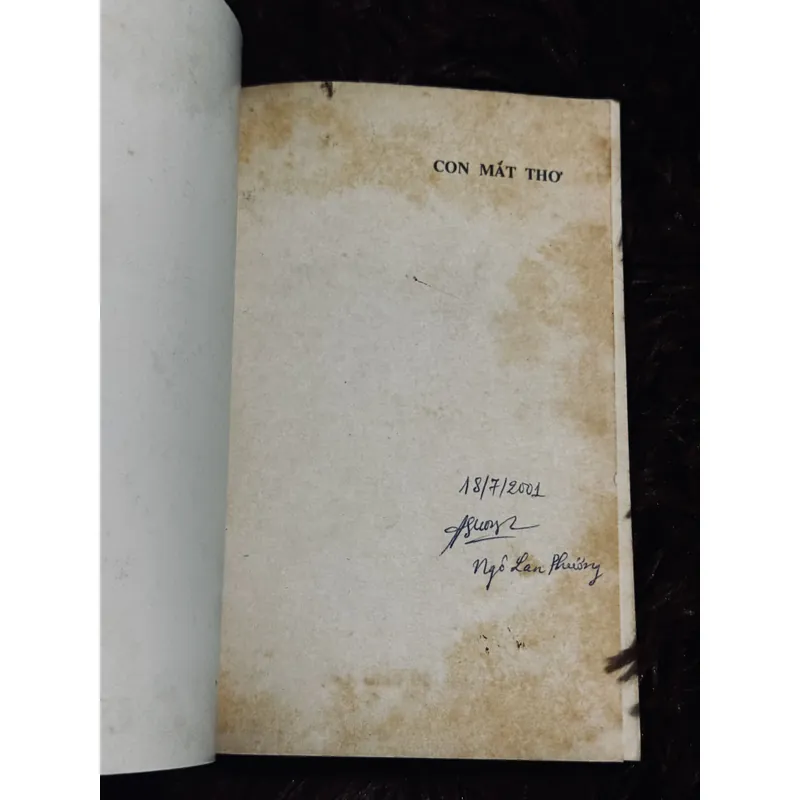 CON MẮT THƠ
18/7/2001
Ngô Lan Phương